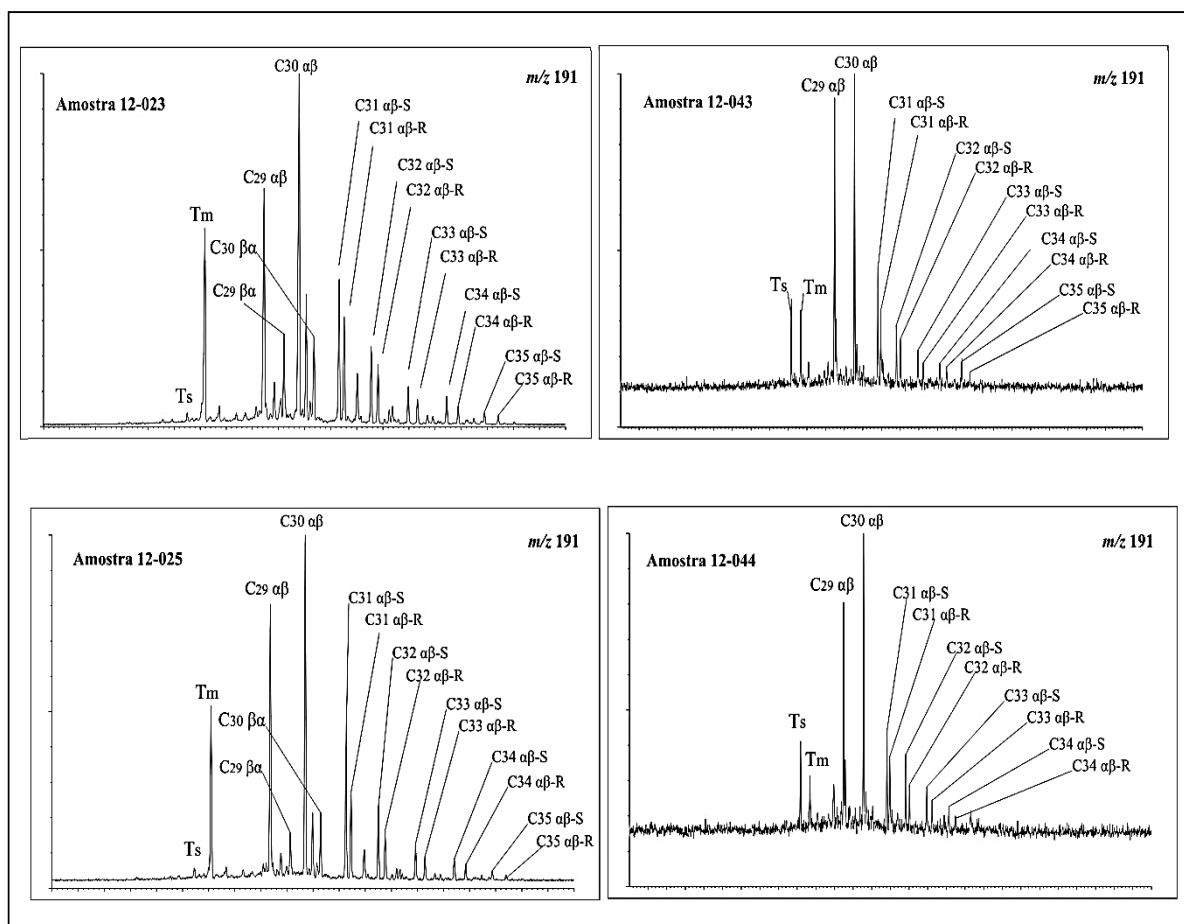 C30 αβ
m/z 191
Amostra 12-023
C31 αβ-S
C31 αβ-R
C32 αβ-S
C32 αβ-R
C29 αβ
Tm
C33 αβ-S
C33 αβ-R
C30 βα
C29 βα
C34 αβ-S
C34 αβ-R
C35 αβ-S
C35 αβ-R
Ts
C30 αβ
m/z 191
Amostra 12-043
C29 αβ
C31 αβ-S
C31 αβ-R
C32 αβ-S
C32 αβ-R
C33 αβ-S
C33 αβ-R
C34 αβ-S
C34 αβ-R
C35 αβ-S
C35 αβ-R
Ts
Tm
C30 αβ
m/z 191
Amostra 12-025
C29 αβ
C31 αβ-S
C31 αβ-R
C32 αβ-S
C32 αβ-R
Tm
C33 αβ-S
C33 αβ-R
C30 βα
C29 βα
C34 αβ-S
C34 αβ-R
C35 αβ-S
C35 αβ-R
Ts
C30 αβ
m/z 191
Amostra 12-044
C29 αβ
C31 αβ-S
C31 αβ-R
C32 αβ-S
C32 αβ-R
C33 αβ-S
C33 αβ-R
C34 αβ-S
C34 αβ-R
Ts
Tm